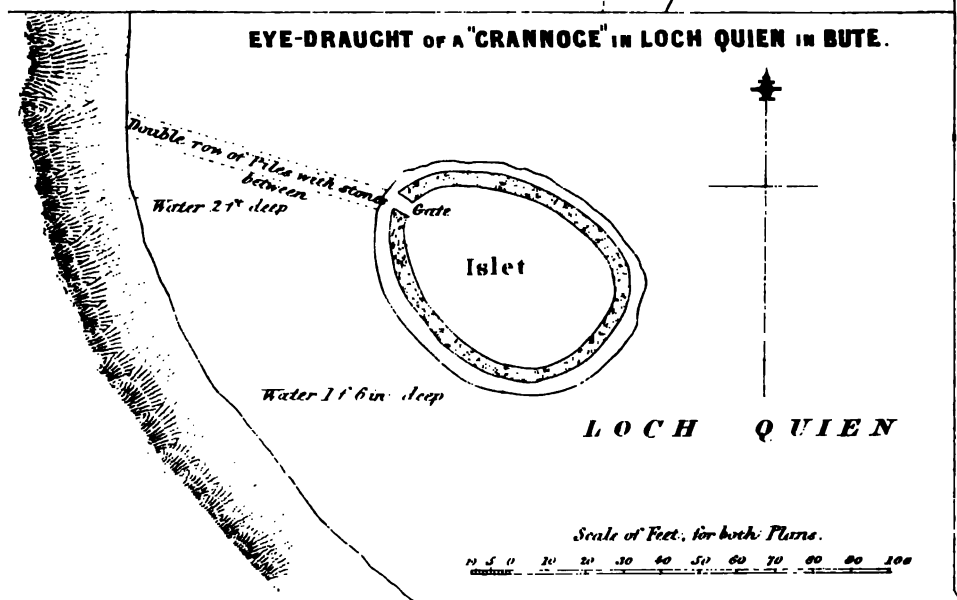 EYE-DRAUGHT OF A "CRANNOGE" IN LOCH QUIEN IN BUTE.
Double row of Piles with stones
between
Water 2 ft deep
Gate
Islet
Water 1 f 6 in deep
LOCH QUIEN
Scale of Feet, for both Plans.
10 5 0 10 20 30 40 50 60 70 80 90 100